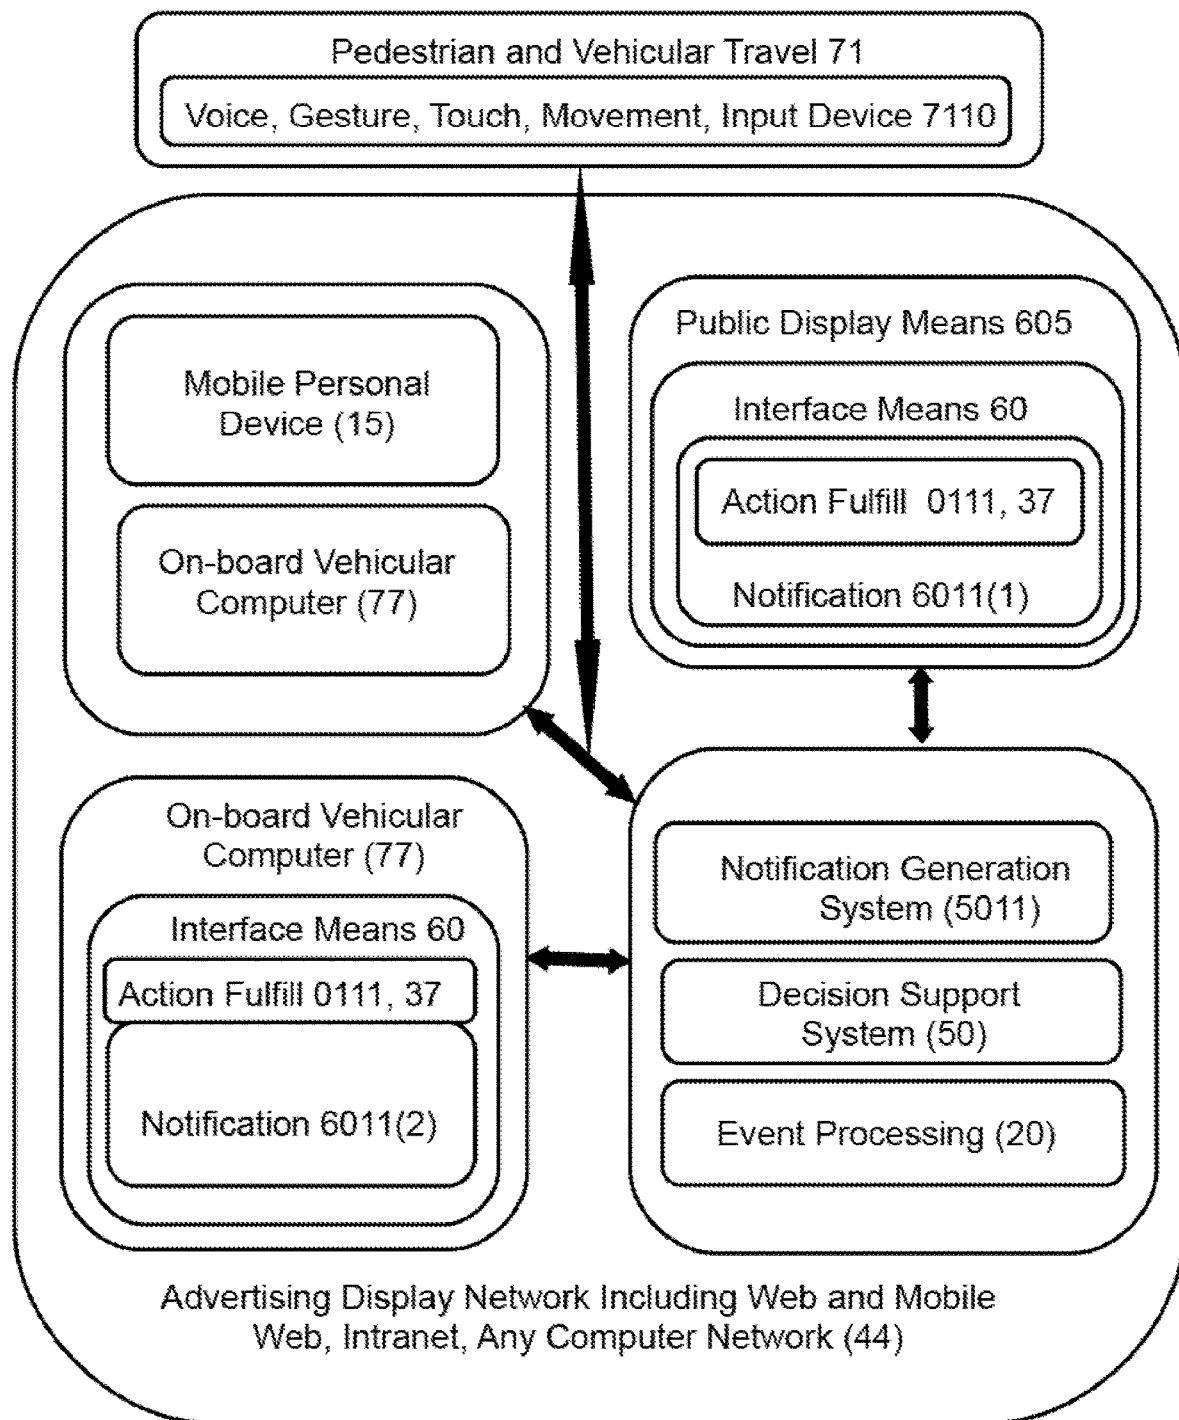 Pedestrian and Vehicular Travel 71
Voice, Gesture, Touch, Movement, Input Device 7110
Mobile Personal
Device (15)
On-board Vehicular
Computer (77)
Public Display Means 605
Interface Means 60
Action Fulfill 0111, 37
Notification 6011(1)
On-board Vehicular
Computer (77)
Interface Means 60
Action Fulfill 0111, 37
Notification 6011(2)
Notification Generation
System (5011)
Decision Support
System (50)
Event Processing (20)
Advertising Display Network Including Web and Mobile
Web, Intranet, Any Computer Network (44)